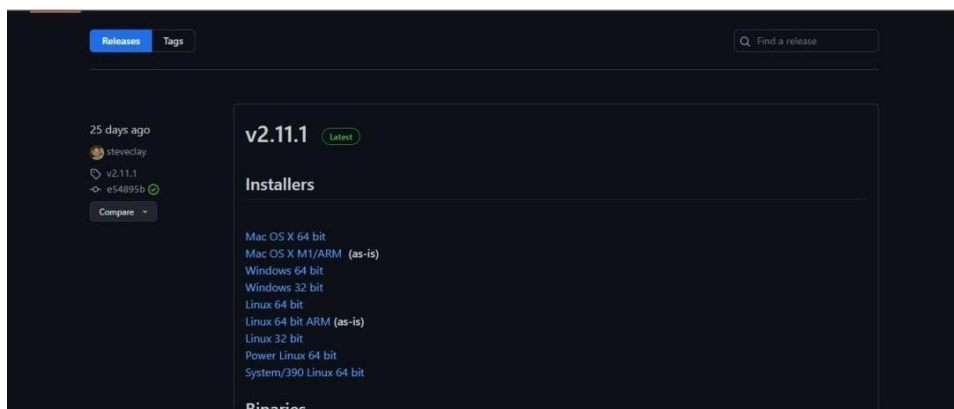 Releases Tags
Find a release
25 days ago
steveclay
v2.11.1
e54895b
Compare
v2.11.1 Latest
Installers
Mac OS X 64 bit
Mac OS X M1/ARM (as-is)
Windows 64 bit
Windows 32 bit
Linux 64 bit
Linux 64 bit ARM (as-is)
Linux 32 bit
Power Linux 64 bit
System/390 Linux 64 bit
Binaries